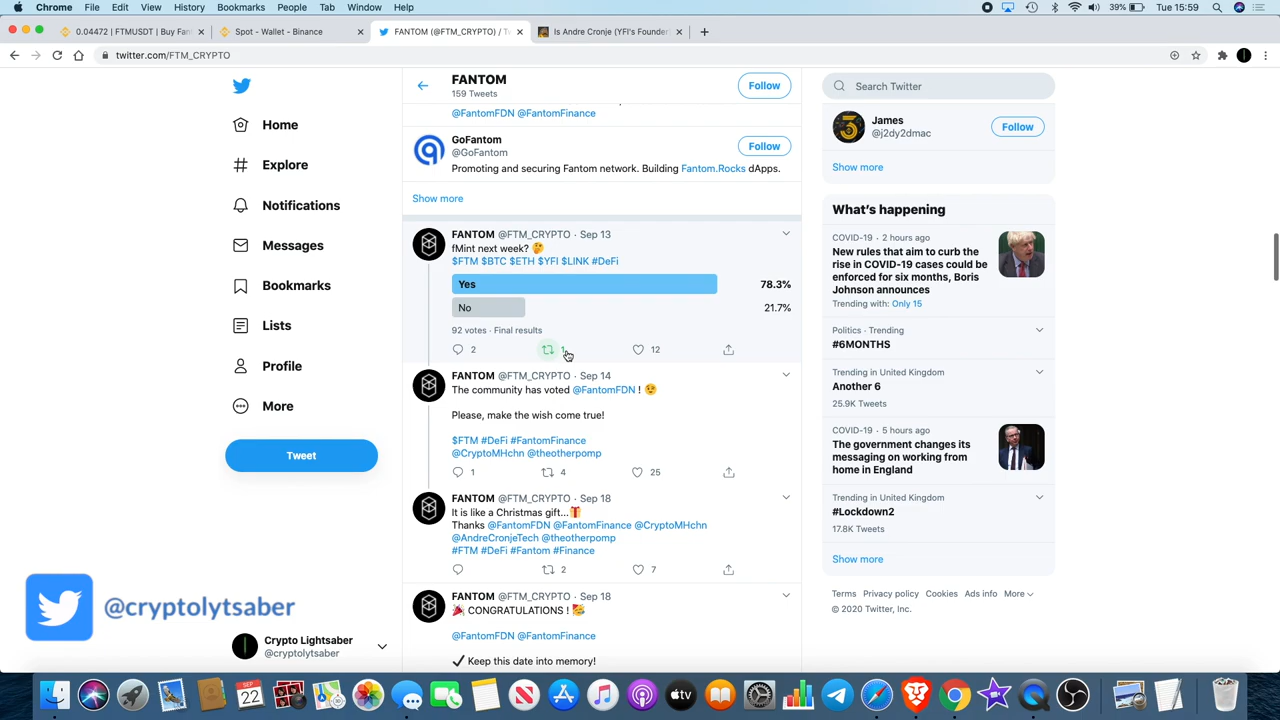 Chrome File Edit View History Bookmarks People Tab Window Help 39% Tue 15:59
0.04472 | FTMUSDT | Buy Fan Spot - Wallet - Binance FANTOM (@FTM_CRYPTO) / T Is Andre Cronje (YFI's Founder
twitter.com/FTM_CRYPTO
FANTOM
159 Tweets
Follow
@FantomFDN @FantomFinance
GoFantom
@GoFantom
Follow
Promoting and securing Fantom network. Building Fantom.Rocks dApps.
Show more
FANTOM @FTM_CRYPTO · Sep 13
fMint next week? 🤔
$FTM $BTC $ETH $YFI $LINK #DeFi
Yes 78.3%
No 21.7%
92 votes · Final results
2 1 12
FANTOM @FTM_CRYPTO · Sep 14
The community has voted @FantomFDN ! 😉
Please, make the wish come true!
$FTM #DeFi #FantomFinance
@CryptoMHchn @theotherpomp
1 4 25
FANTOM @FTM_CRYPTO · Sep 18
It is like a Christmas gift...🎁
Thanks @FantomFDN @FantomFinance @CryptoMHchn
@AndreCronjeTech @theotherpomp
#FTM #DeFi #Fantom #Finance
2 7
FANTOM @FTM_CRYPTO · Sep 18
🎉 CONGRATULATIONS ! 🥳
@FantomFDN @FantomFinance
✔ Keep this date into memory!
Home
Explore
Notifications
Messages
Bookmarks
Lists
Profile
More
Tweet
@cryptolytsaber
Crypto Lightsaber
@cryptolytsaber
Search Twitter
James
@j2dy2dmac
Follow
Show more
What's happening
COVID-19 · 2 hours ago
New rules that aim to curb the
rise in COVID-19 cases could be
enforced for six months, Boris
Johnson announces
Trending with: Only 15
Politics · Trending
#6MONTHS
Trending in United Kingdom
Another 6
25.9K Tweets
COVID-19 · 5 hours ago
The government changes its
messaging on working from
home in England
Trending in United Kingdom
#Lockdown2
17.8K Tweets
Show more
Terms Privacy policy Cookies Ads info More
© 2020 Twitter, Inc.
SEP
22
tv